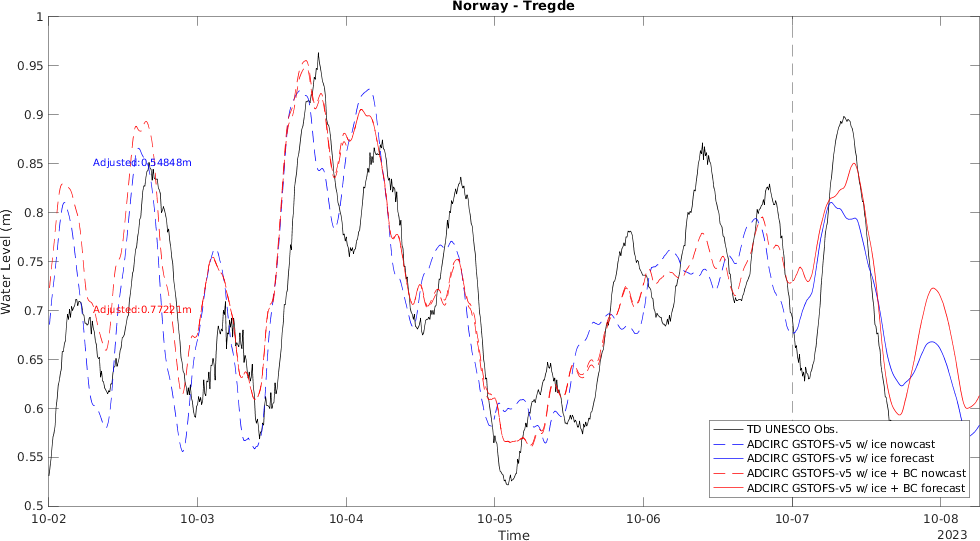 Norway - Tregde
1
0.95
0.9
0.85
0.8
0.75
0.7
0.65
0.6
0.55
0.5
Water Level (m)
Adjusted:0.54848m
Adjusted:0.77221m
TD UNESCO Obs.
ADCIRC GSTOFS-v5 w/ ice nowcast
ADCIRC GSTOFS-v5 w/ ice forecast
ADCIRC GSTOFS-v5 w/ ice + BC nowcast
ADCIRC GSTOFS-v5 w/ ice + BC forecast
10-02 10-03 10-04 10-05 10-06 10-07 10-08
Time
2023